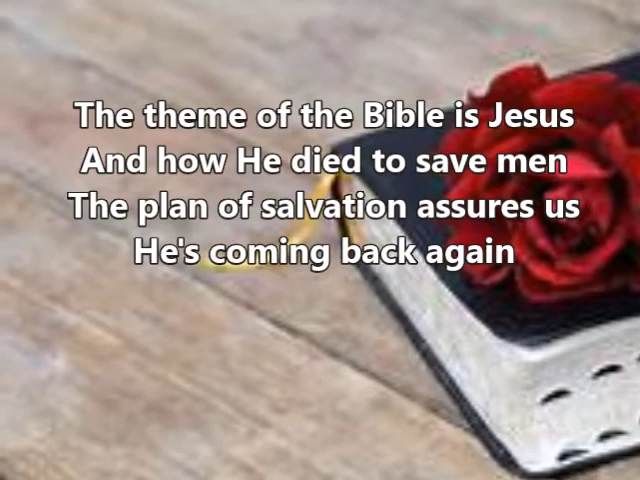 The theme of the Bible is Jesus
And how He died to save men
The plan of salvation assures us
He's coming back again